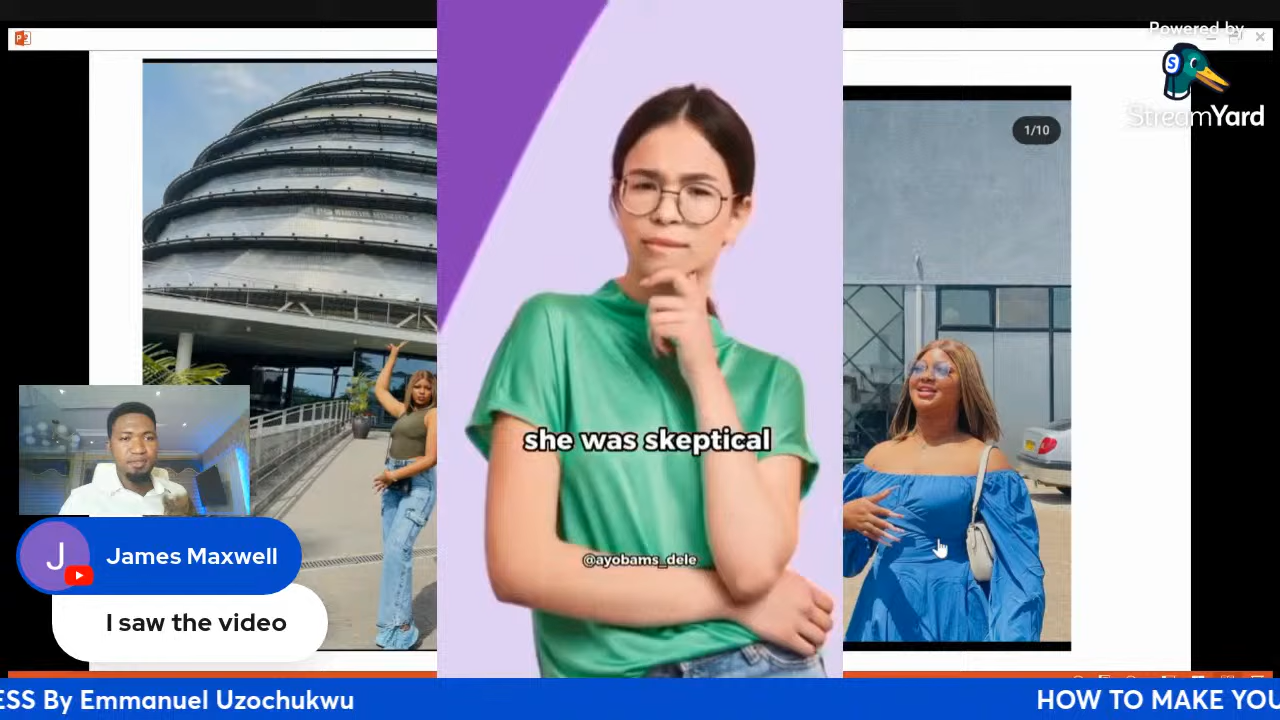 Powered by
StreamYard
1/10
she was skeptical
@ayobams_dele
J
James Maxwell
I saw the video
ESS By Emmanuel Uzochukwu
HOW TO MAKE YOU